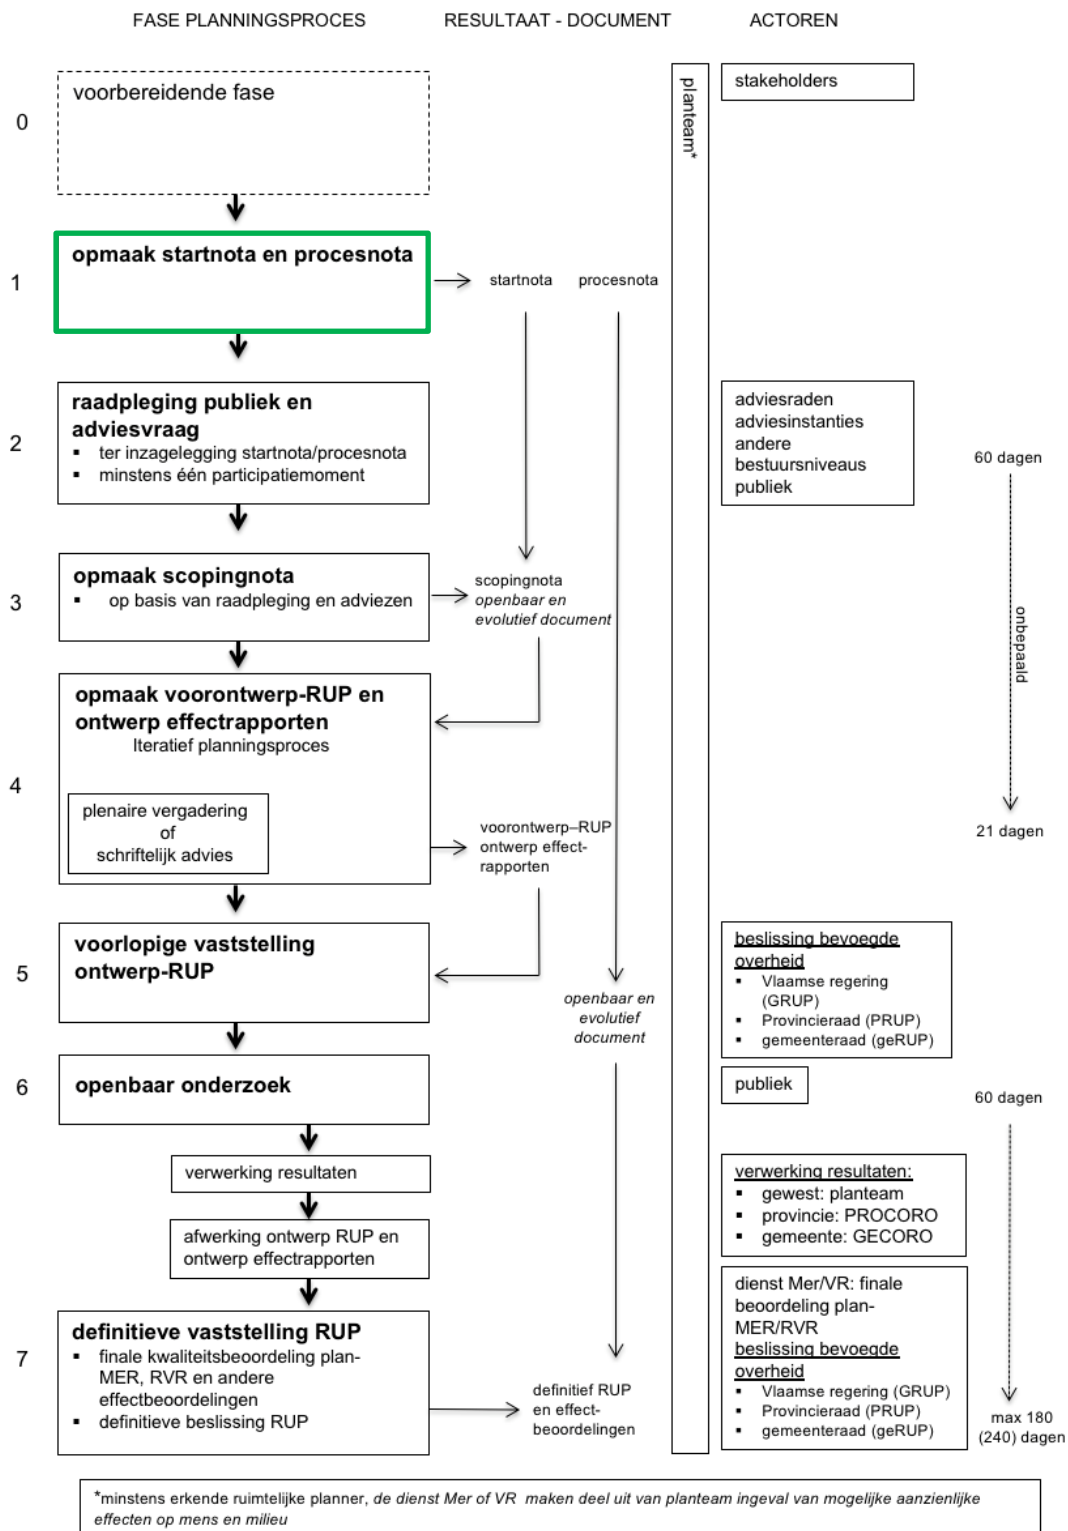 FASE PLANNINGSPROCES
RESULTAAT - DOCUMENT
ACTOREN
0
voorbereidende fase
planteam*
stakeholders
1
opmaak startnota en procesnota
startnota
procesnota
2
raadpleging publiek en
adviesvraag
▪ ter inzagelegging startnota/procesnota
▪ minstens één participatiemoment
adviesraden
adviesinstanties
andere
bestuursniveaus
publiek
60 dagen
3
opmaak scopingnota
▪ op basis van raadpleging en adviezen
scopingnota
openbaar en
evolutief document
onbepaald
4
opmaak voorontwerp-RUP en
ontwerp effectrapporten
Iteratief planningsproces
plenaire vergadering
of
schriftelijk advies
voorontwerp–RUP
ontwerp effect-
rapporten
21 dagen
5
voorlopige vaststelling
ontwerp-RUP
openbaar en
evolutief
document
beslissing bevoegde
overheid
▪ Vlaamse regering
(GRUP)
▪ Provincieraad (PRUP)
▪ gemeenteraad (geRUP)
6
openbaar onderzoek
publiek
60 dagen
verwerking resultaten
verwerking resultaten:
▪ gewest: planteam
▪ provincie: PROCORO
▪ gemeente: GECORO
afwerking ontwerp RUP en
ontwerp effectrapporten
7
definitieve vaststelling RUP
▪ finale kwaliteitsbeoordeling plan-
MER, RVR en andere
effectbeoordelingen
▪ definitieve beslissing RUP
definitief RUP
en effect-
beoordelingen
dienst Mer/VR: finale
beoordeling plan-
MER/RVR
beslissing bevoegde
overheid
▪ Vlaamse regering (GRUP)
▪ Provincieraad (PRUP)
▪ gemeenteraad (geRUP)
max 180
(240) dagen
*minstens erkende ruimtelijke planner, de dienst Mer of VR maken deel uit van planteam ingeval van mogelijke aanzienlijke
effecten op mens en milieu